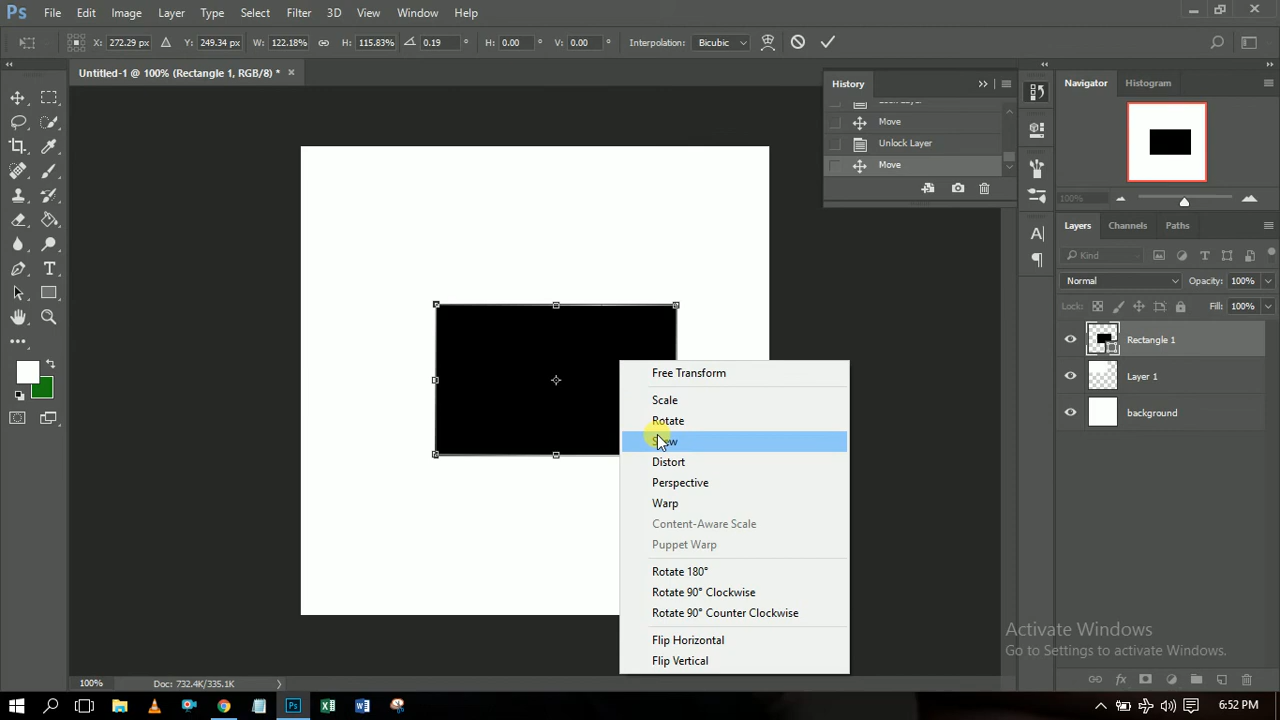 Ps File Edit Image Layer Type Select Filter 3D View Window Help
X: 272.29 px Y: 249.34 px W: 122.18% H: 115.83% 0.19 ° H: 0.00 ° V: 0.00 ° Interpolation: Bicubic
Untitled-1 @ 100% (Rectangle 1, RGB/8) * ×
History
Move
Unlock Layer
Move
Navigator Histogram
100%
Layers Channels Paths
Kind
Normal Opacity: 100%
Lock: Fill: 100%
Rectangle 1
Layer 1
background
Free Transform
Scale
Rotate
Distort
Perspective
Warp
Content-Aware Scale
Puppet Warp
Rotate 180°
Rotate 90° Clockwise
Rotate 90° Counter Clockwise
Flip Horizontal
Flip Vertical
Activate Windows
Go to Settings to activate Windows.
100% Doc: 732.4K/335.1K
6:52 PM